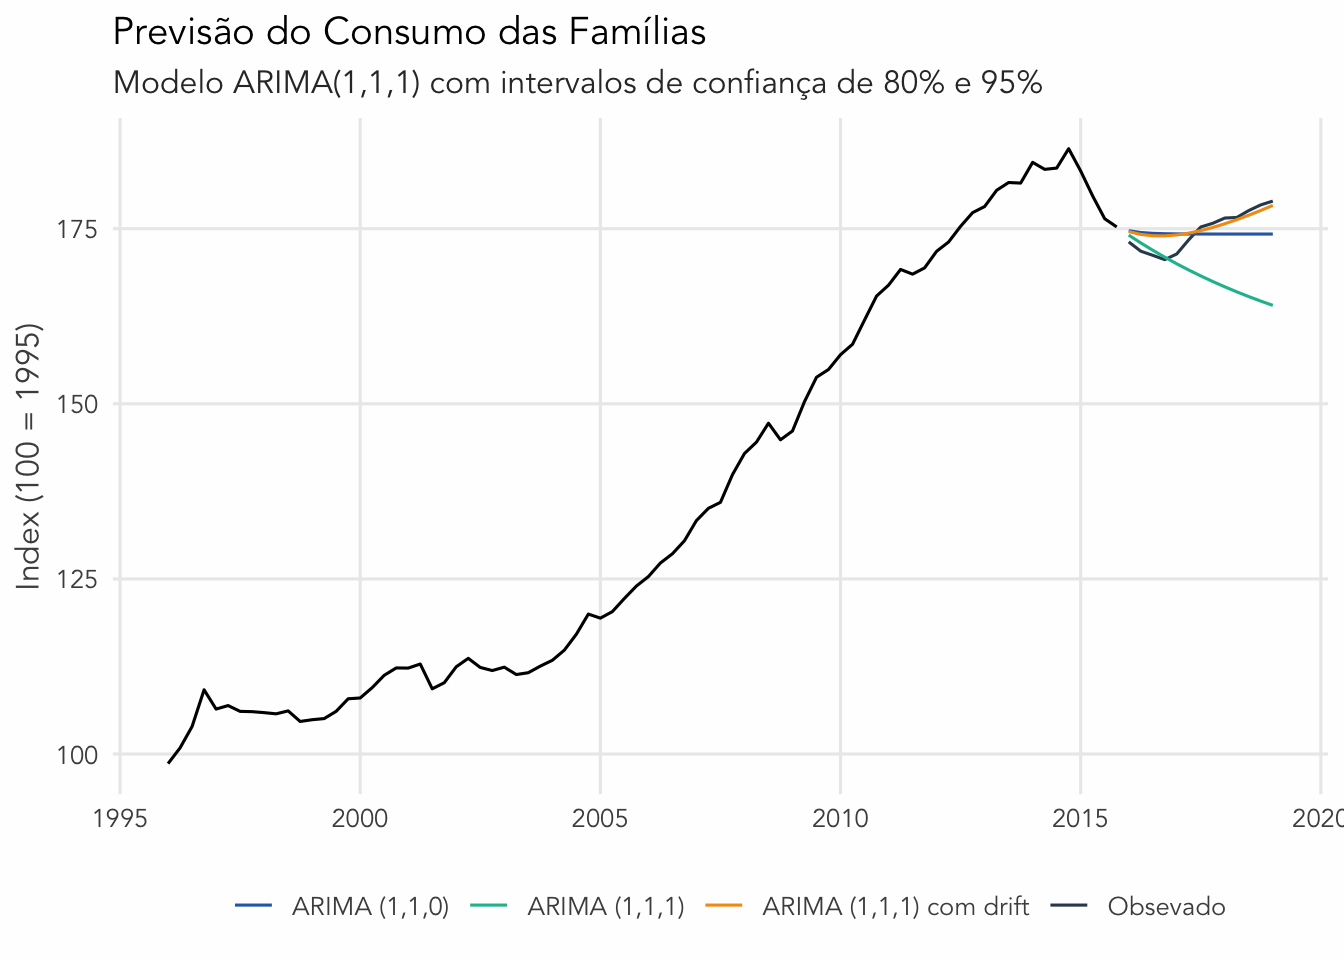 Previsão do Consumo das Famílias
Modelo ARIMA(1,1,1) com intervalos de confiança de 80% e 95%
Index (100 = 1995)
175
150
125
100
1995 2000 2005 2010 2015 2020
ARIMA (1,1,0) ARIMA (1,1,1) ARIMA (1,1,1) com drift Obsevado